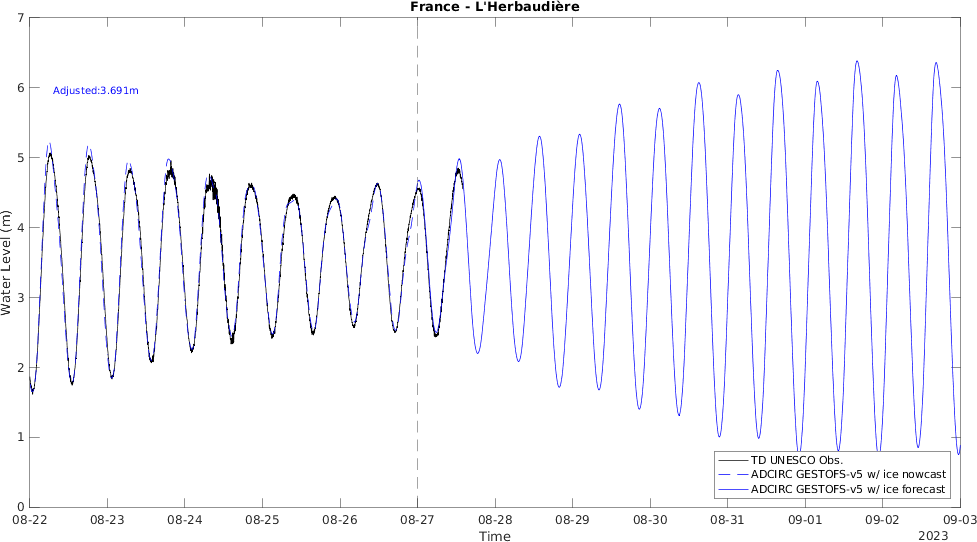 France - L'Herbaudière
7
6
5
4
3
2
1
0
Water Level (m)
Adjusted:3.691m
TD UNESCO Obs.
ADCIRC GESTOFS-v5 w/ ice nowcast
ADCIRC GESTOFS-v5 w/ ice forecast
08-22 08-23 08-24 08-25 08-26 08-27 08-28 08-29 08-30 08-31 09-01 09-02 09-03
Time
2023